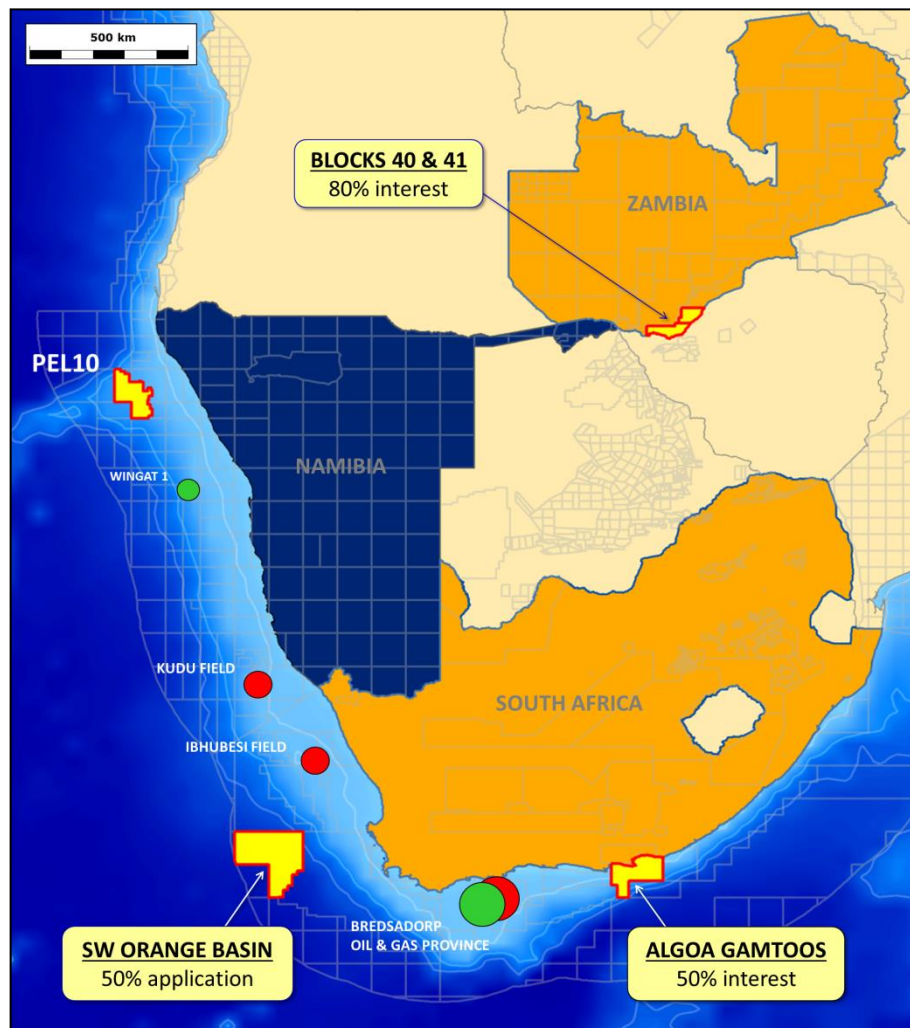 500 km
BLOCKS 40 & 41
80% interest
ZAMBIA
PEL10
NAMIBIA
WINGAT 1
KUDU FIELD
SOUTH AFRICA
IBHUBESI FIELD
BREDSADORP
OIL & GAS PROVINCE
SW ORANGE BASIN
50% application
ALGOA GAMTOOS
50% interest